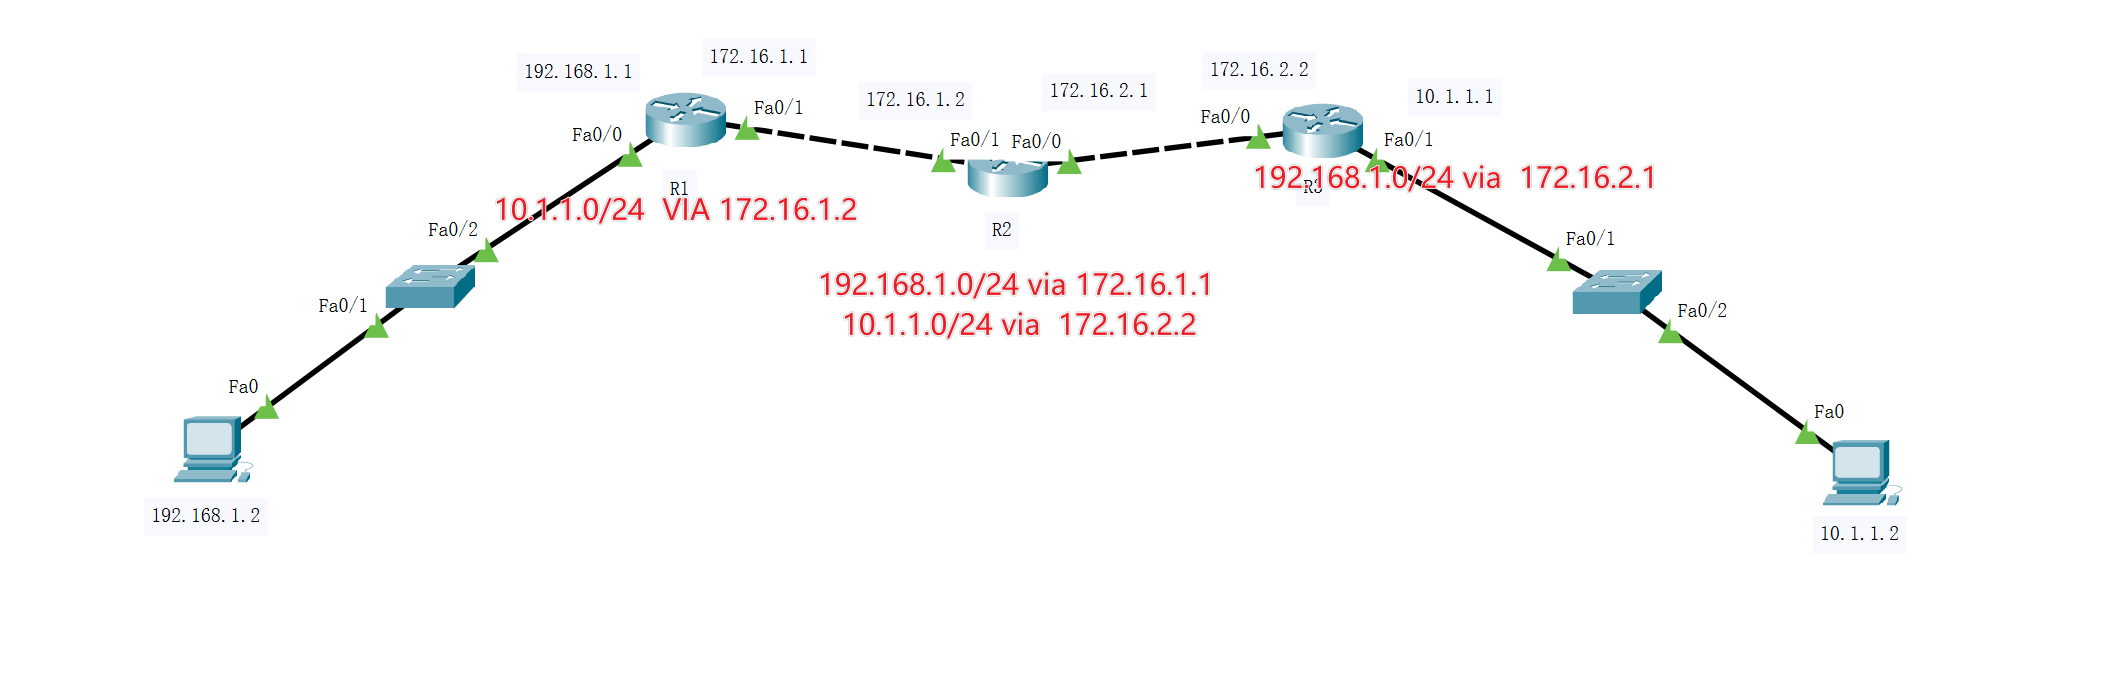 172.16.1.1
192.168.1.1
172.16.2.2
172.16.1.2
172.16.2.1
10.1.1.1
Fa0/1
Fa0/0
Fa0/1
Fa0/0
Fa0/0
Fa0/1
R1
R3
192.168.1.0/24 via 172.16.2.1
10.1.1.0/24 VIA 172.16.1.2
Fa0/2
R2
Fa0/1
192.168.1.0/24 via 172.16.1.1
Fa0/1
Fa0/2
10.1.1.0/24 via 172.16.2.2
Fa0
Fa0
192.168.1.2
10.1.1.2